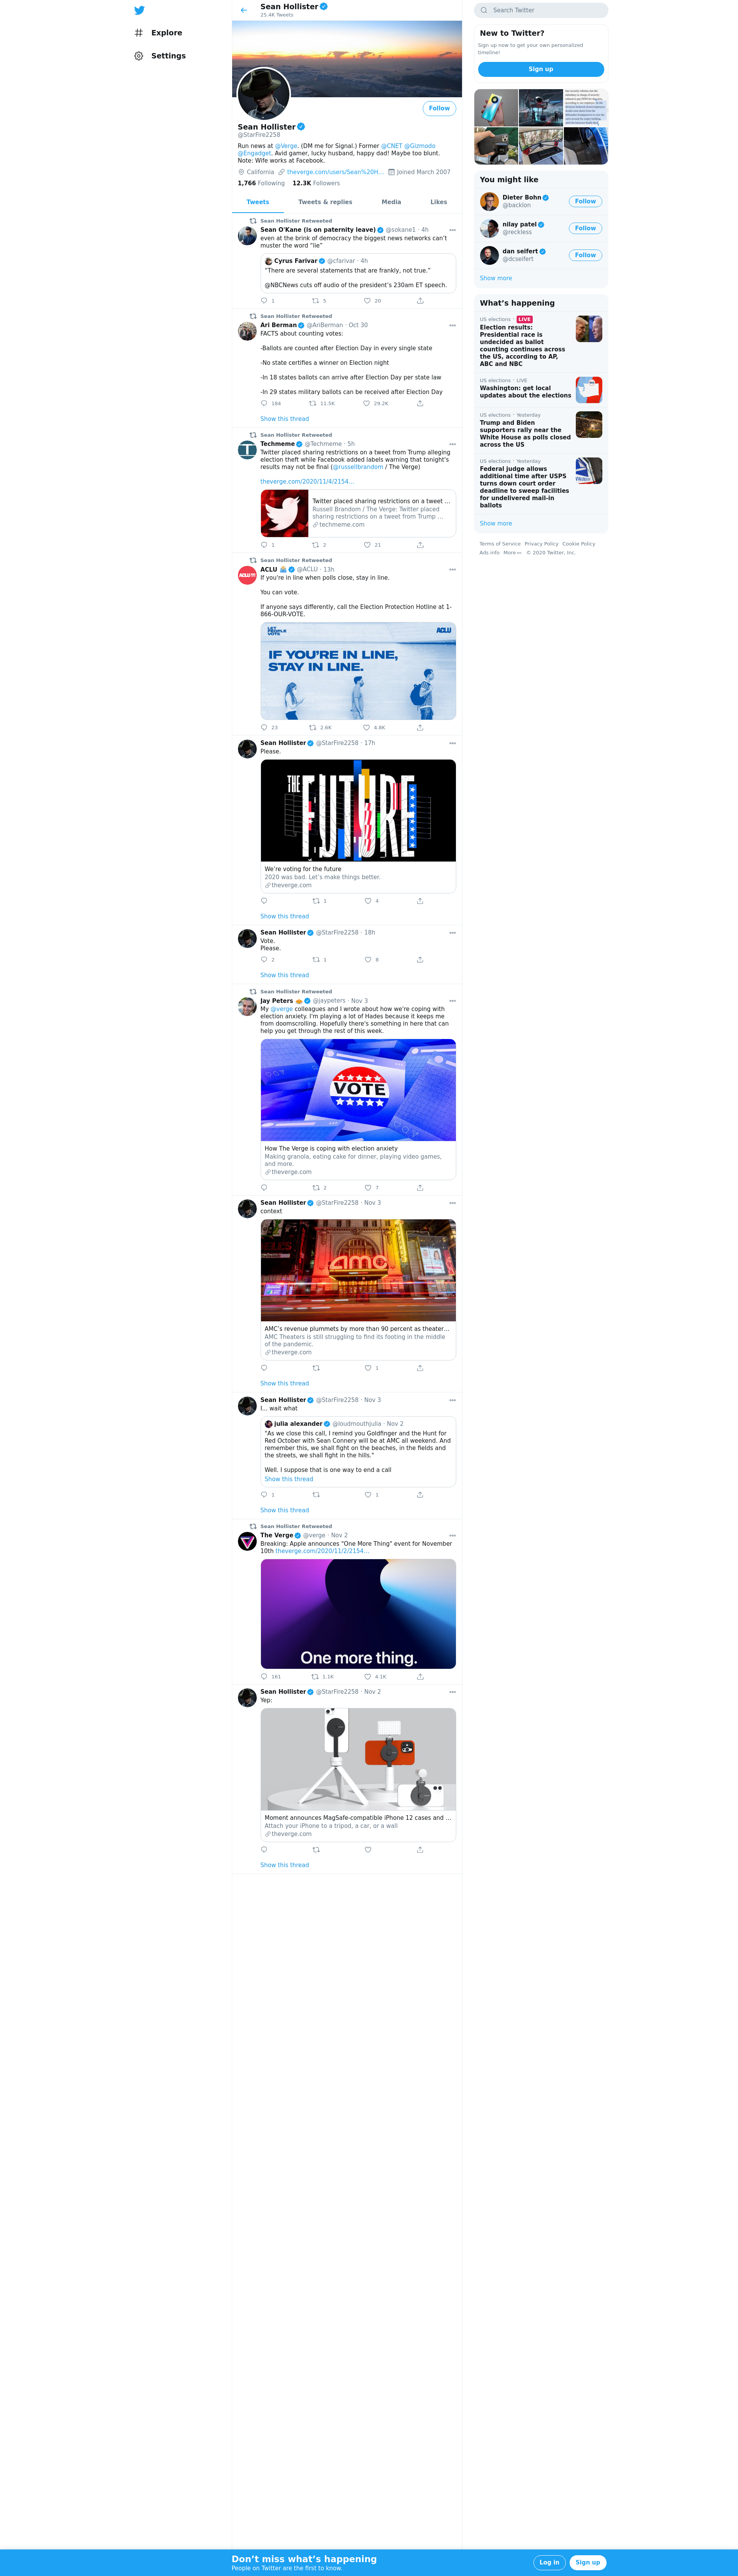 Explore
Settings
Sean Hollister
25.4K Tweets
Follow
Sean Hollister
@StarFire2258
Run news at @Verge. (DM me for Signal.) Former @CNET @Gizmodo
@Engadget. Avid gamer, lucky husband, happy dad! Maybe too blunt.
Note: Wife works at Facebook.
California theverge.com/users/Sean%20H… Joined March 2007
1,766 Following 12.3K Followers
Tweets Tweets & replies Media Likes
Sean Hollister Retweeted
Sean O'Kane (is on paternity leave) @sokane1 · 4h
even at the brink of democracy the biggest news networks can't
muster the word "lie"
Cyrus Farivar @cfarivar · 4h
"There are several statements that are frankly, not true."
@NBCNews cuts off audio of the president's 230am ET speech.
1 5 20
Sean Hollister Retweeted
Ari Berman @AriBerman · Oct 30
FACTS about counting votes:
-Ballots are counted after Election Day in every single state
-No state certifies a winner on Election night
-In 18 states ballots can arrive after Election Day per state law
-In 29 states military ballots can be received after Election Day
184 11.5K 29.2K
Show this thread
Sean Hollister Retweeted
Techmeme @Techmeme · 5h
Twitter placed sharing restrictions on a tweet from Trump alleging
election theft while Facebook added labels warning that tonight's
results may not be final (@russellbrandom / The Verge)
theverge.com/2020/11/4/2154…
Twitter placed sharing restrictions on a tweet …
Russell Brandom / The Verge: Twitter placed
sharing restrictions on a tweet from Trump …
techmeme.com
1 2 21
Sean Hollister Retweeted
ACLU @ACLU · 13h
If you're in line when polls close, stay in line.
You can vote.
If anyone says differently, call the Election Protection Hotline at 1-
866-OUR-VOTE.
LET PEOPLE VOTE
ACLU
IF YOU'RE IN LINE,
STAY IN LINE.
23 2.6K 4.8K
Sean Hollister @StarFire2258 · 17h
Please.
THE FUTURE
We're voting for the future
2020 was bad. Let's make things better.
theverge.com
1 4
Show this thread
Sean Hollister @StarFire2258 · 18h
Vote.
Please.
2 1 8
Show this thread
Sean Hollister Retweeted
Jay Peters @jaypeters · Nov 3
My @verge colleagues and I wrote about how we're coping with
election anxiety. I'm playing a lot of Hades because it keeps me
from doomscrolling. Hopefully there's something in here that can
help you get through the rest of this week.
VOTE
How The Verge is coping with election anxiety
Making granola, eating cake for dinner, playing video games,
and more.
theverge.com
2 7
Sean Hollister @StarFire2258 · Nov 3
context
amc
AMC's revenue plummets by more than 90 percent as theater…
AMC Theaters is still struggling to find its footing in the middle
of the pandemic.
theverge.com
1
Show this thread
Sean Hollister @StarFire2258 · Nov 3
I... wait what
julia alexander @loudmouthjulia · Nov 2
"As we close this call, I remind you Goldfinger and the Hunt for
Red October with Sean Connery will be at AMC all weekend. And
remember this, we shall fight on the beaches, in the fields and
the streets, we shall fight in the hills."
Well. I suppose that is one way to end a call
Show this thread
1 1
Show this thread
Sean Hollister Retweeted
The Verge @verge · Nov 2
Breaking: Apple announces "One More Thing" event for November
10th theverge.com/2020/11/2/2154…
One more thing.
161 1.1K 4.1K
Sean Hollister @StarFire2258 · Nov 2
Yep:
Moment announces MagSafe-compatible iPhone 12 cases and …
Attach your iPhone to a tripod, a car, or a wall
theverge.com
Show this thread
Search Twitter
New to Twitter?
Sign up now to get your own personalized
timeline!
Sign up
You might like
Dieter Bohn
@backlon
Follow
nilay patel
@reckless
Follow
dan seifert
@dcseifert
Follow
Show more
What's happening
US elections · LIVE
Election results:
Presidential race is
undecided as ballot
counting continues across
the US, according to AP,
ABC and NBC
US elections · LIVE
Washington: get local
updates about the elections
US elections · Yesterday
Trump and Biden
supporters rally near the
White House as polls closed
across the US
US elections · Yesterday
Federal judge allows
additional time after USPS
turns down court order
deadline to sweep facilities
for undelivered mail-in
ballots
Show more
Terms of Service Privacy Policy Cookie Policy
Ads info More ••• © 2020 Twitter, Inc.
Don't miss what's happening
People on Twitter are the first to know.
Log in
Sign up